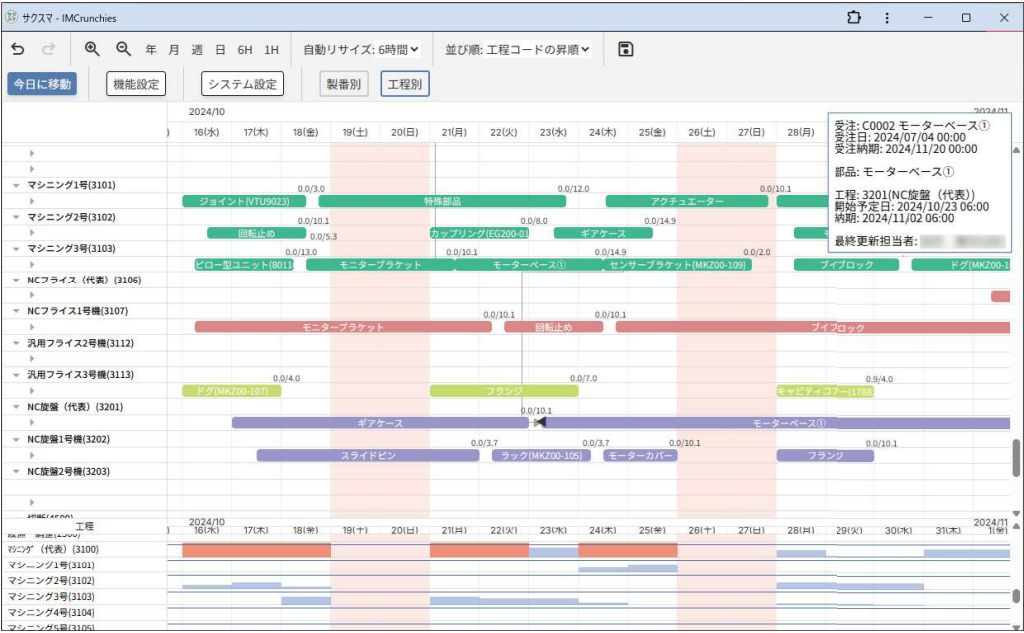 サクスマ - IMCrunchies
年 月 週 日 6H 1H 自動リサイズ: 6時間 並び順: 工程コードの昇順
今日に移動 機能設定 システム設定 製番別 工程別
2024/10 2024/11
) 16(水) 17(木) 18(金) 19(土) 20(日) 21(月) 22(火) 23(水) 24(木) 25(金) 26(土) 27(日) 28(月)
受注: C0002 モーターベース①
受注日: 2024/07/04 00:00
受注納期: 2024/11/20 00:00
部品: モーターベース①
工程: 3201(NC旋盤（代表）)
開始予定日: 2024/10/23 06:00
納期: 2024/11/02 06:00
最終更新担当者:
マシニング1号(3101)
0.0/3.0 0.0/12.0 0.0/10.1
ジョイント(VTU9023) 特殊部品 アクチュエーター
マシニング2号(3102)
0.0/10.1 0.0/8.0 0.0/14.9
回転止め 0.0/5.3 カップリング(EG200-01 ギアケース
マシニング3号(3103)
0.0/13.0 0.0/10.1 0.0/14.9 0.0/2.0
ピロー型ユニット(B011 モニターブラケット モーターベース① センサーブラケット(MKZ00-109) ブイブロック ドグ(MKZ00-1
NCフライス（代表）(3106)
NCフライス1号機(3107)
0.0/10.1 0.0/10.1
モニターブラケット 回転止め ブイブロック
汎用フライス2号機(3112)
汎用フライス3号機(3113)
0.0/4.0 0.0/7.0 0.9/4.0
ドグ(MKZ00-107) フランジ キャビティコアー(1788
NC旋盤（代表）(3201)
0.0/10.1
ギアケース モーターベース①
NC旋盤1号機(3202)
0.0/3.7 0.0/3.7 0.0/10.1 0.0/10.1
スライドピン ラック(MKZ00-105) モーターカバー フランジ
NC旋盤2号機(3203)
切断(4500)
工程 2024/10 2024/11
) 16(水) 17(木) 18(金) 19(土) 20(日) 21(月) 22(火) 23(水) 24(木) 25(金) 26(土) 27(日) 28(月) 29(火) 30(水) 31(木) 1(金)
ﾏｼﾆﾝｸﾞ（代表）(3100)
マシニング1号(3101)
マシニング2号(3102)
マシニング3号(3103)
マシニング4号(3104)
マシニング5号(3105)